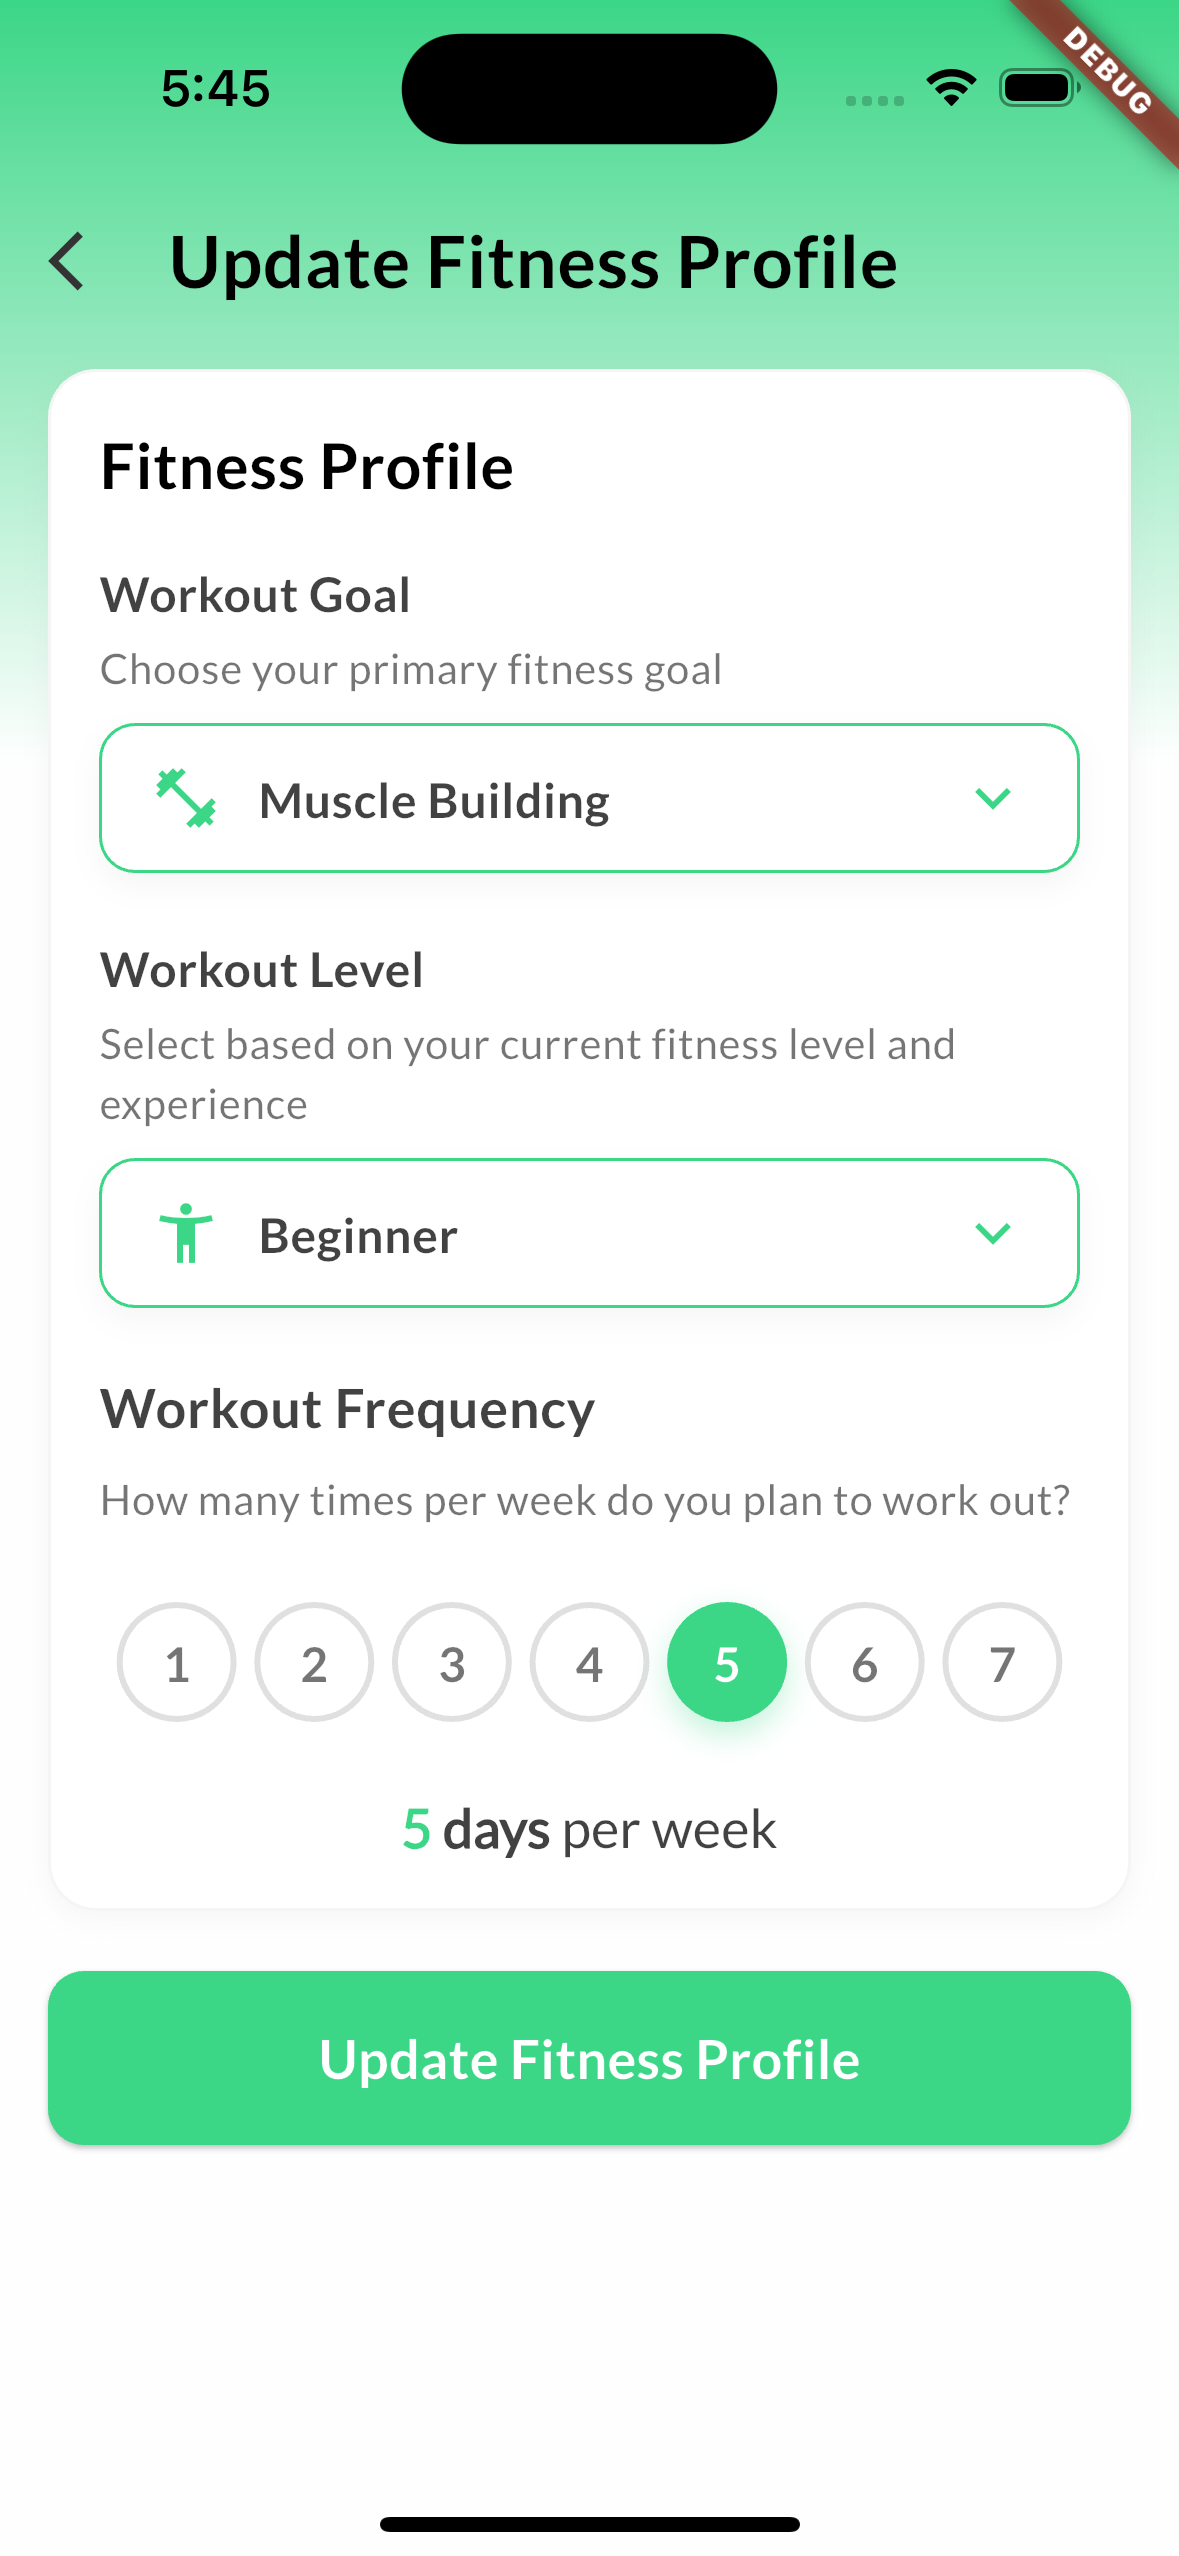 5:45
DEBUG
Update Fitness Profile
Fitness Profile
Workout Goal
Choose your primary fitness goal
Muscle Building
Workout Level
Select based on your current fitness level and
experience
Beginner
Workout Frequency
How many times per week do you plan to work out?
1 2 3 4 5 6 7
5 days per week
Update Fitness Profile